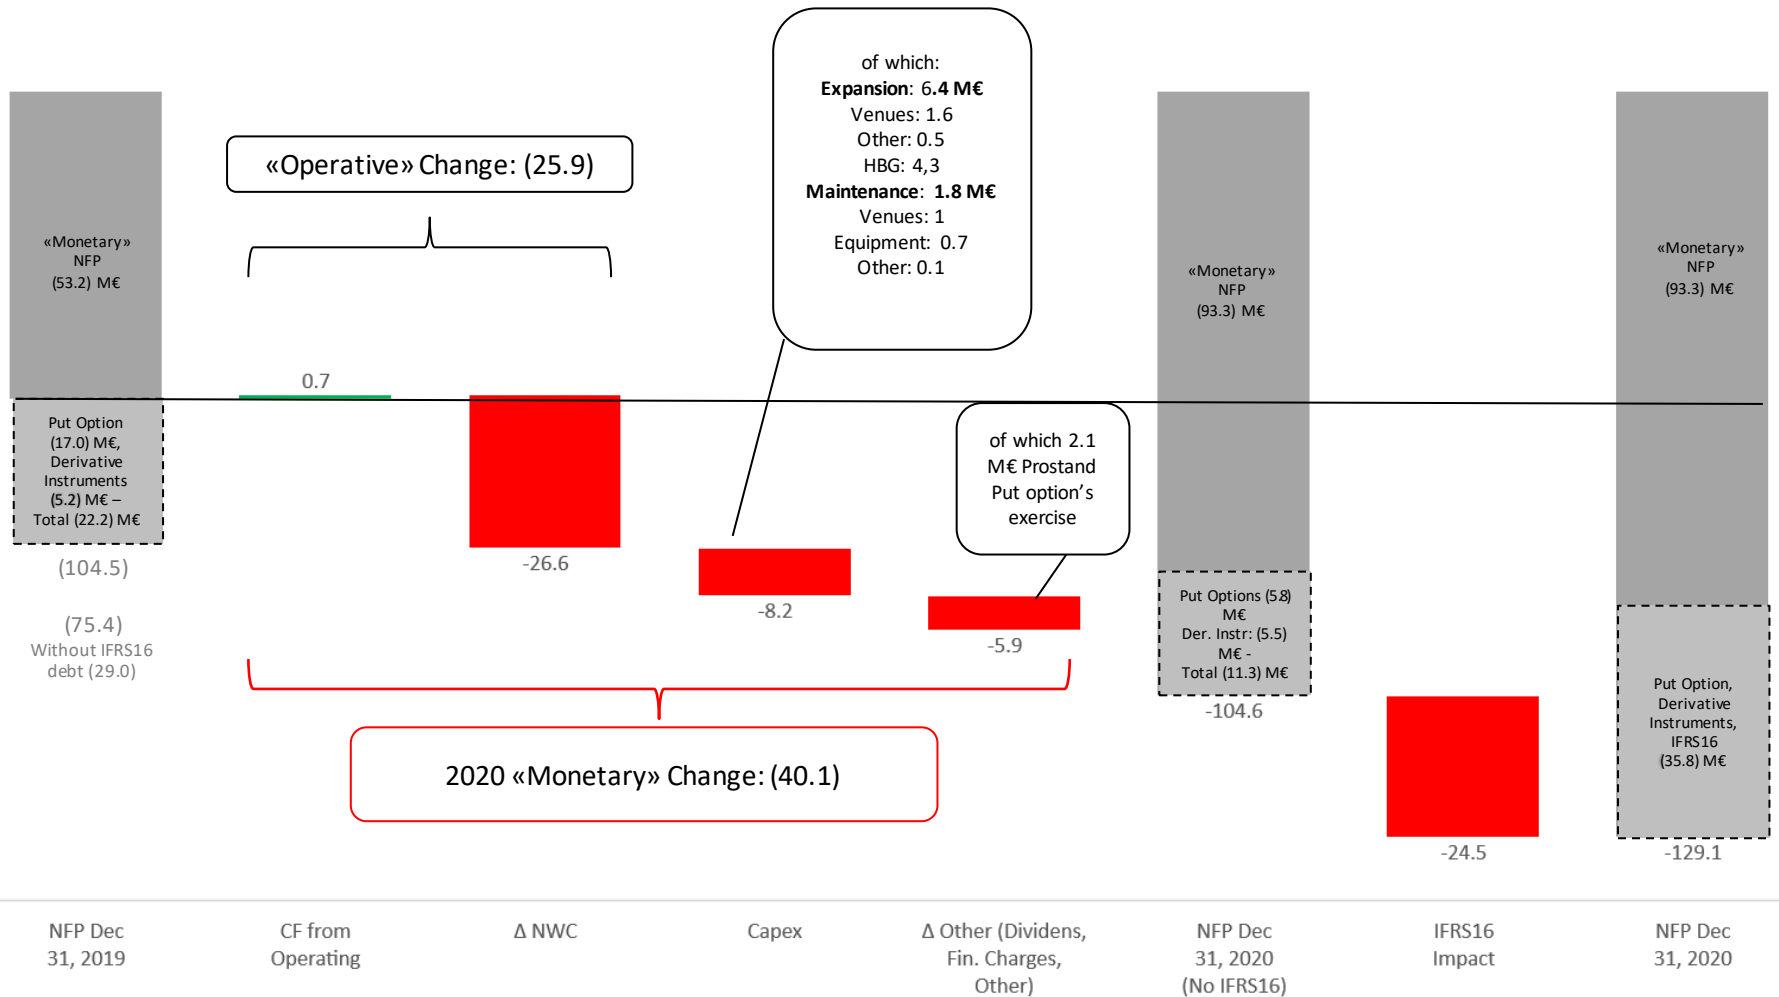 of which:
Expansion: 6.4 M€
Venues: 1.6
Other: 0.5
HBG: 4,3
Maintenance: 1.8 M€
Venues: 1
Equipment: 0.7
Other: 0.1
«Operative» Change: (25.9)
«Monetary»
NFP
(53.2) M€
«Monetary»
NFP
(93.3) M€
«Monetary»
NFP
(93.3) M€
0.7
Put Option
(17.0) M€,
Derivative
Instruments
(5.2) M€ –
Total (22.2) M€
(104.5)
(75.4)
Without IFRS16
debt (29.0)
-26.6
-8.2
of which 2.1
M€ Prostand
Put option’s
exercise
-5.9
Put Options (5.8)
M€
Der. Instr: (5.5)
M€ -
Total (11.3) M€
-104.6
Put Option,
Derivative
Instruments,
IFRS16
(35.8) M€
2020 «Monetary» Change: (40.1)
-24.5
-129.1
NFP Dec
31, 2019
CF from
Operating
Δ NWC
Capex
Δ Other (Dividens,
Fin. Charges,
Other)
NFP Dec
31, 2020
(No IFRS16)
IFRS16
Impact
NFP Dec
31, 2020